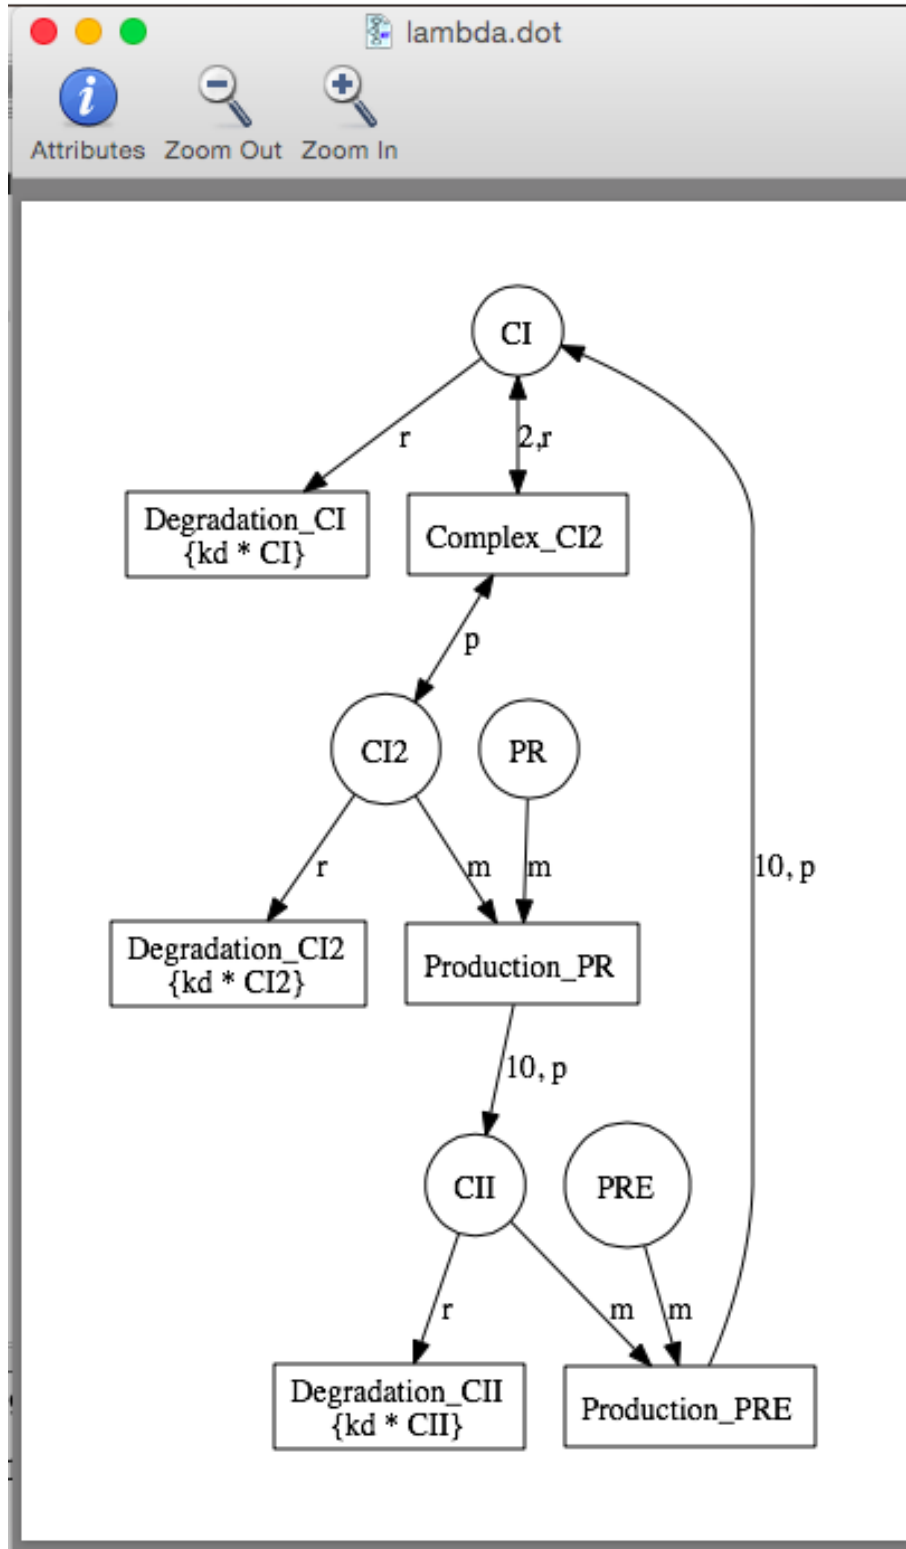 lambda.dot
Attributes Zoom Out Zoom In
CI
r
2,r
Degradation_CI
{kd * CI}
Complex_CI2
p
CI2
PR
r
m
m
10, p
Degradation_CI2
{kd * CI2}
Production_PR
10, p
CII
PRE
r
m
m
Degradation_CII
{kd * CII}
Production_PRE